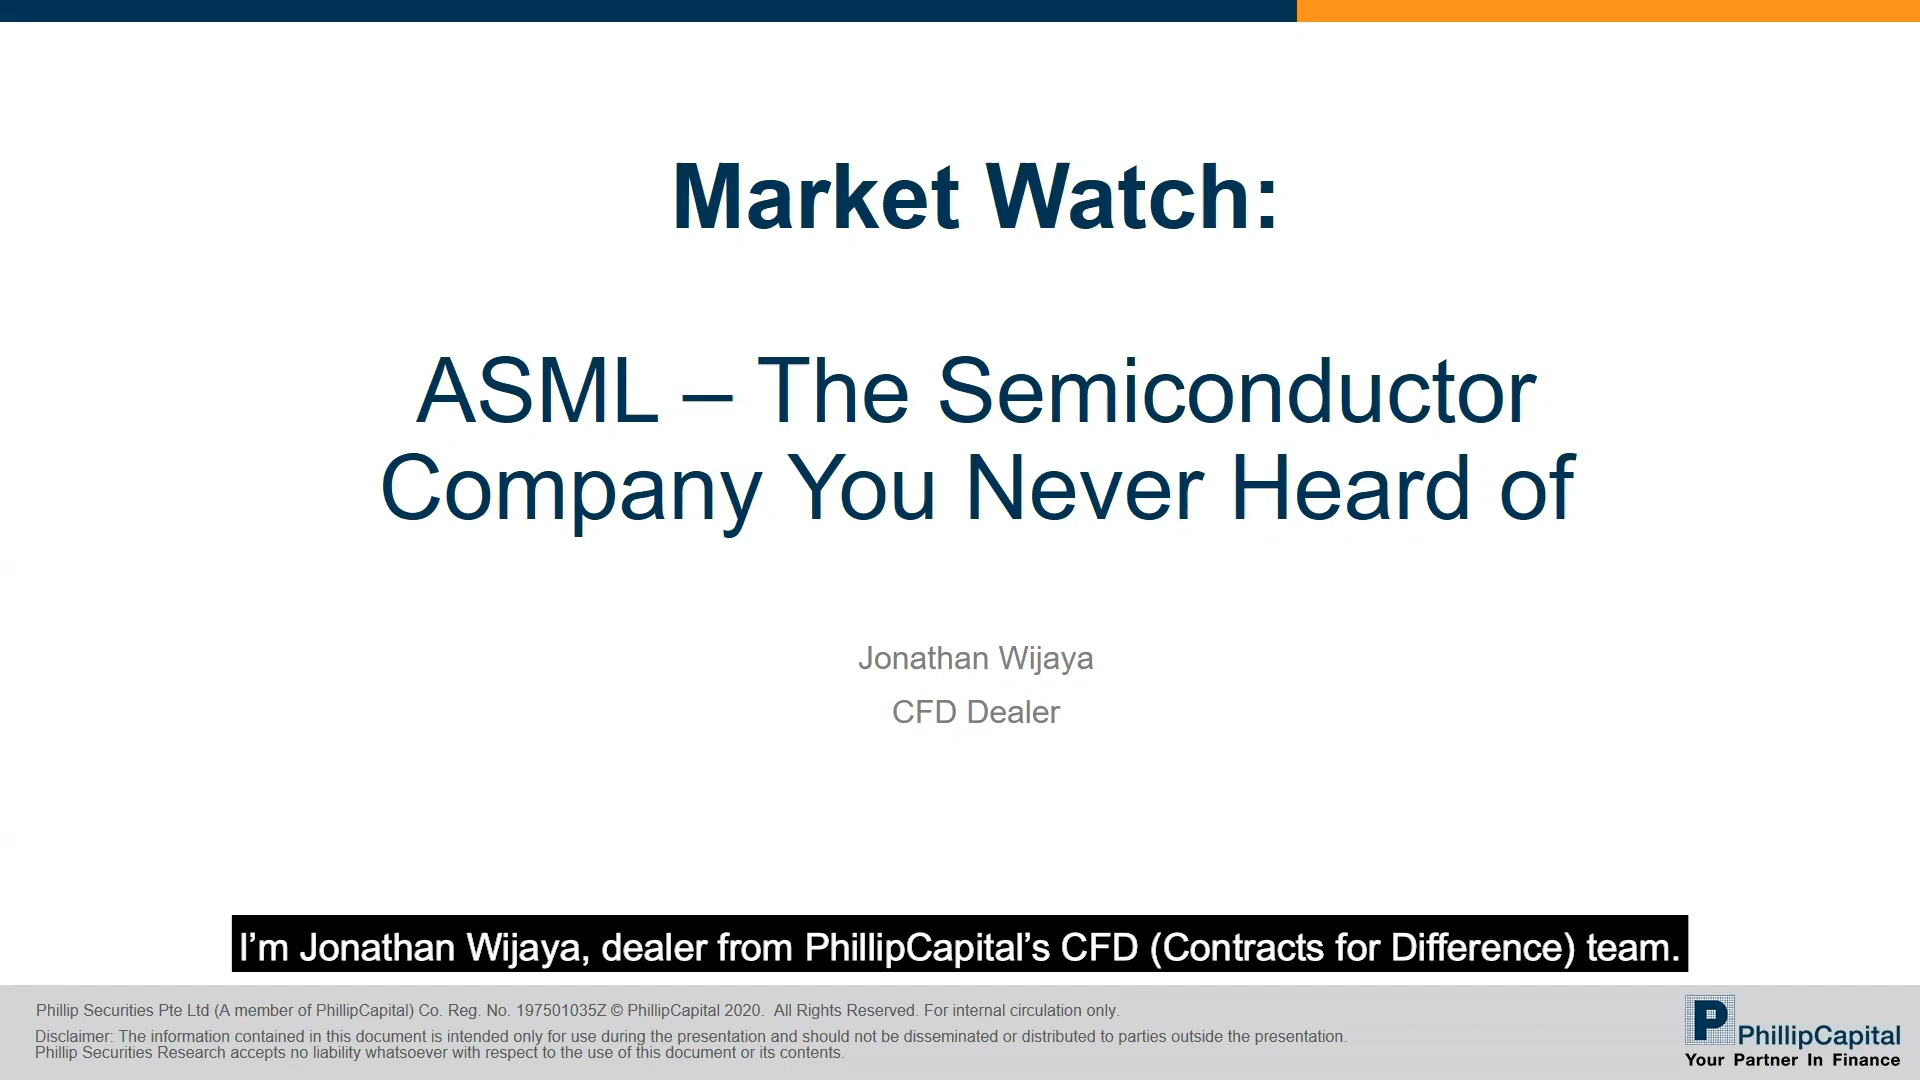 Market Watch:
ASML – The Semiconductor
Company You Never Heard of
Jonathan Wijaya
CFD Dealer
I’m Jonathan Wijaya, dealer from PhillipCapital’s CFD (Contracts for Difference) team.
Phillip Securities Pte Ltd (A member of PhillipCapital) Co. Reg. No. 197501035Z © PhillipCapital 2020.  All Rights Reserved. For internal circulation only.
Disclaimer: The information contained in this document is intended only for use during the presentation and should not be disseminated or distributed to parties outside the presentation.
Phillip Securities Research accepts no liability whatsoever with respect to the use of this document or its contents.
PhillipCapital
Your Partner In Finance